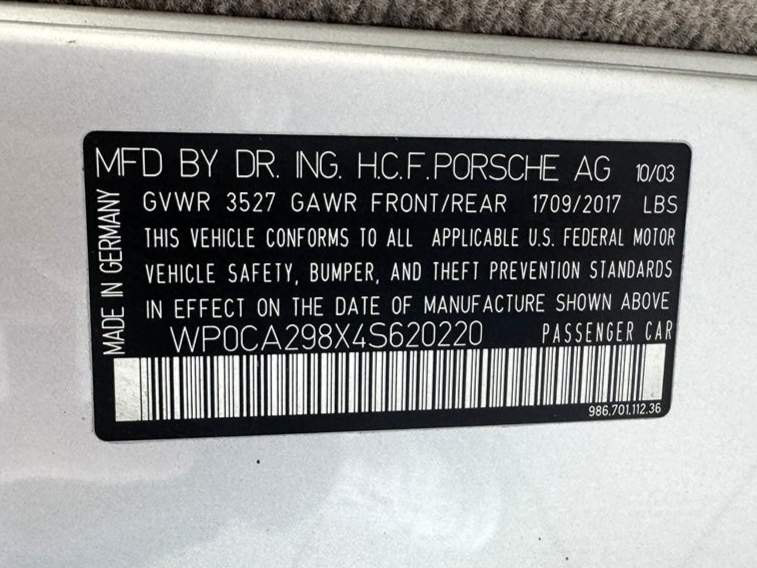 MFD BY DR. ING. H.C.F. PORSCHE AG 10/03
GVWR 3527 GAWR FRONT/REAR 1709/2017 LBS
THIS VEHICLE CONFORMS TO ALL APPLICABLE U.S. FEDERAL MOTOR
VEHICLE SAFETY, BUMPER, AND THEFT PREVENTION STANDARDS
IN EFFECT ON THE DATE OF MANUFACTURE SHOWN ABOVE
WP0CA298X4S620220 PASSENGER CAR
986.701.112.36
MADE IN GERMANY